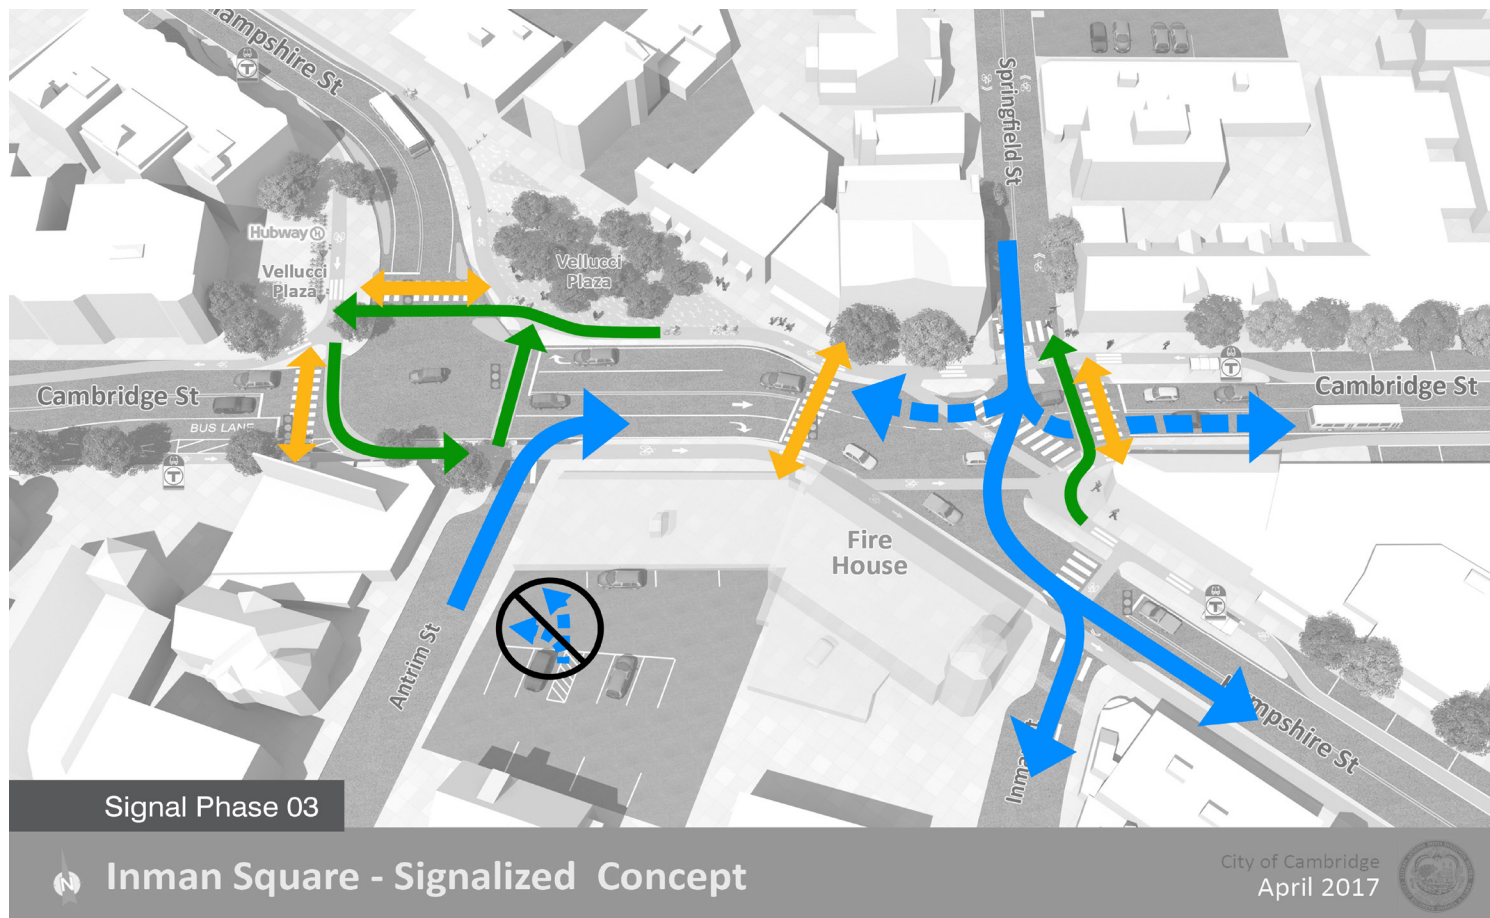 Hampshire St
T
Springfield St
Hubway H
Vellucci
Plaza
Vellucci
Plaza
Cambridge St
T
Cambridge St
BUS LANE
T
Fire
House
T
Antrim St
Hampshire St
Inman St
Signal Phase 03
N
Inman Square - Signalized Concept
City of Cambridge
April 2017